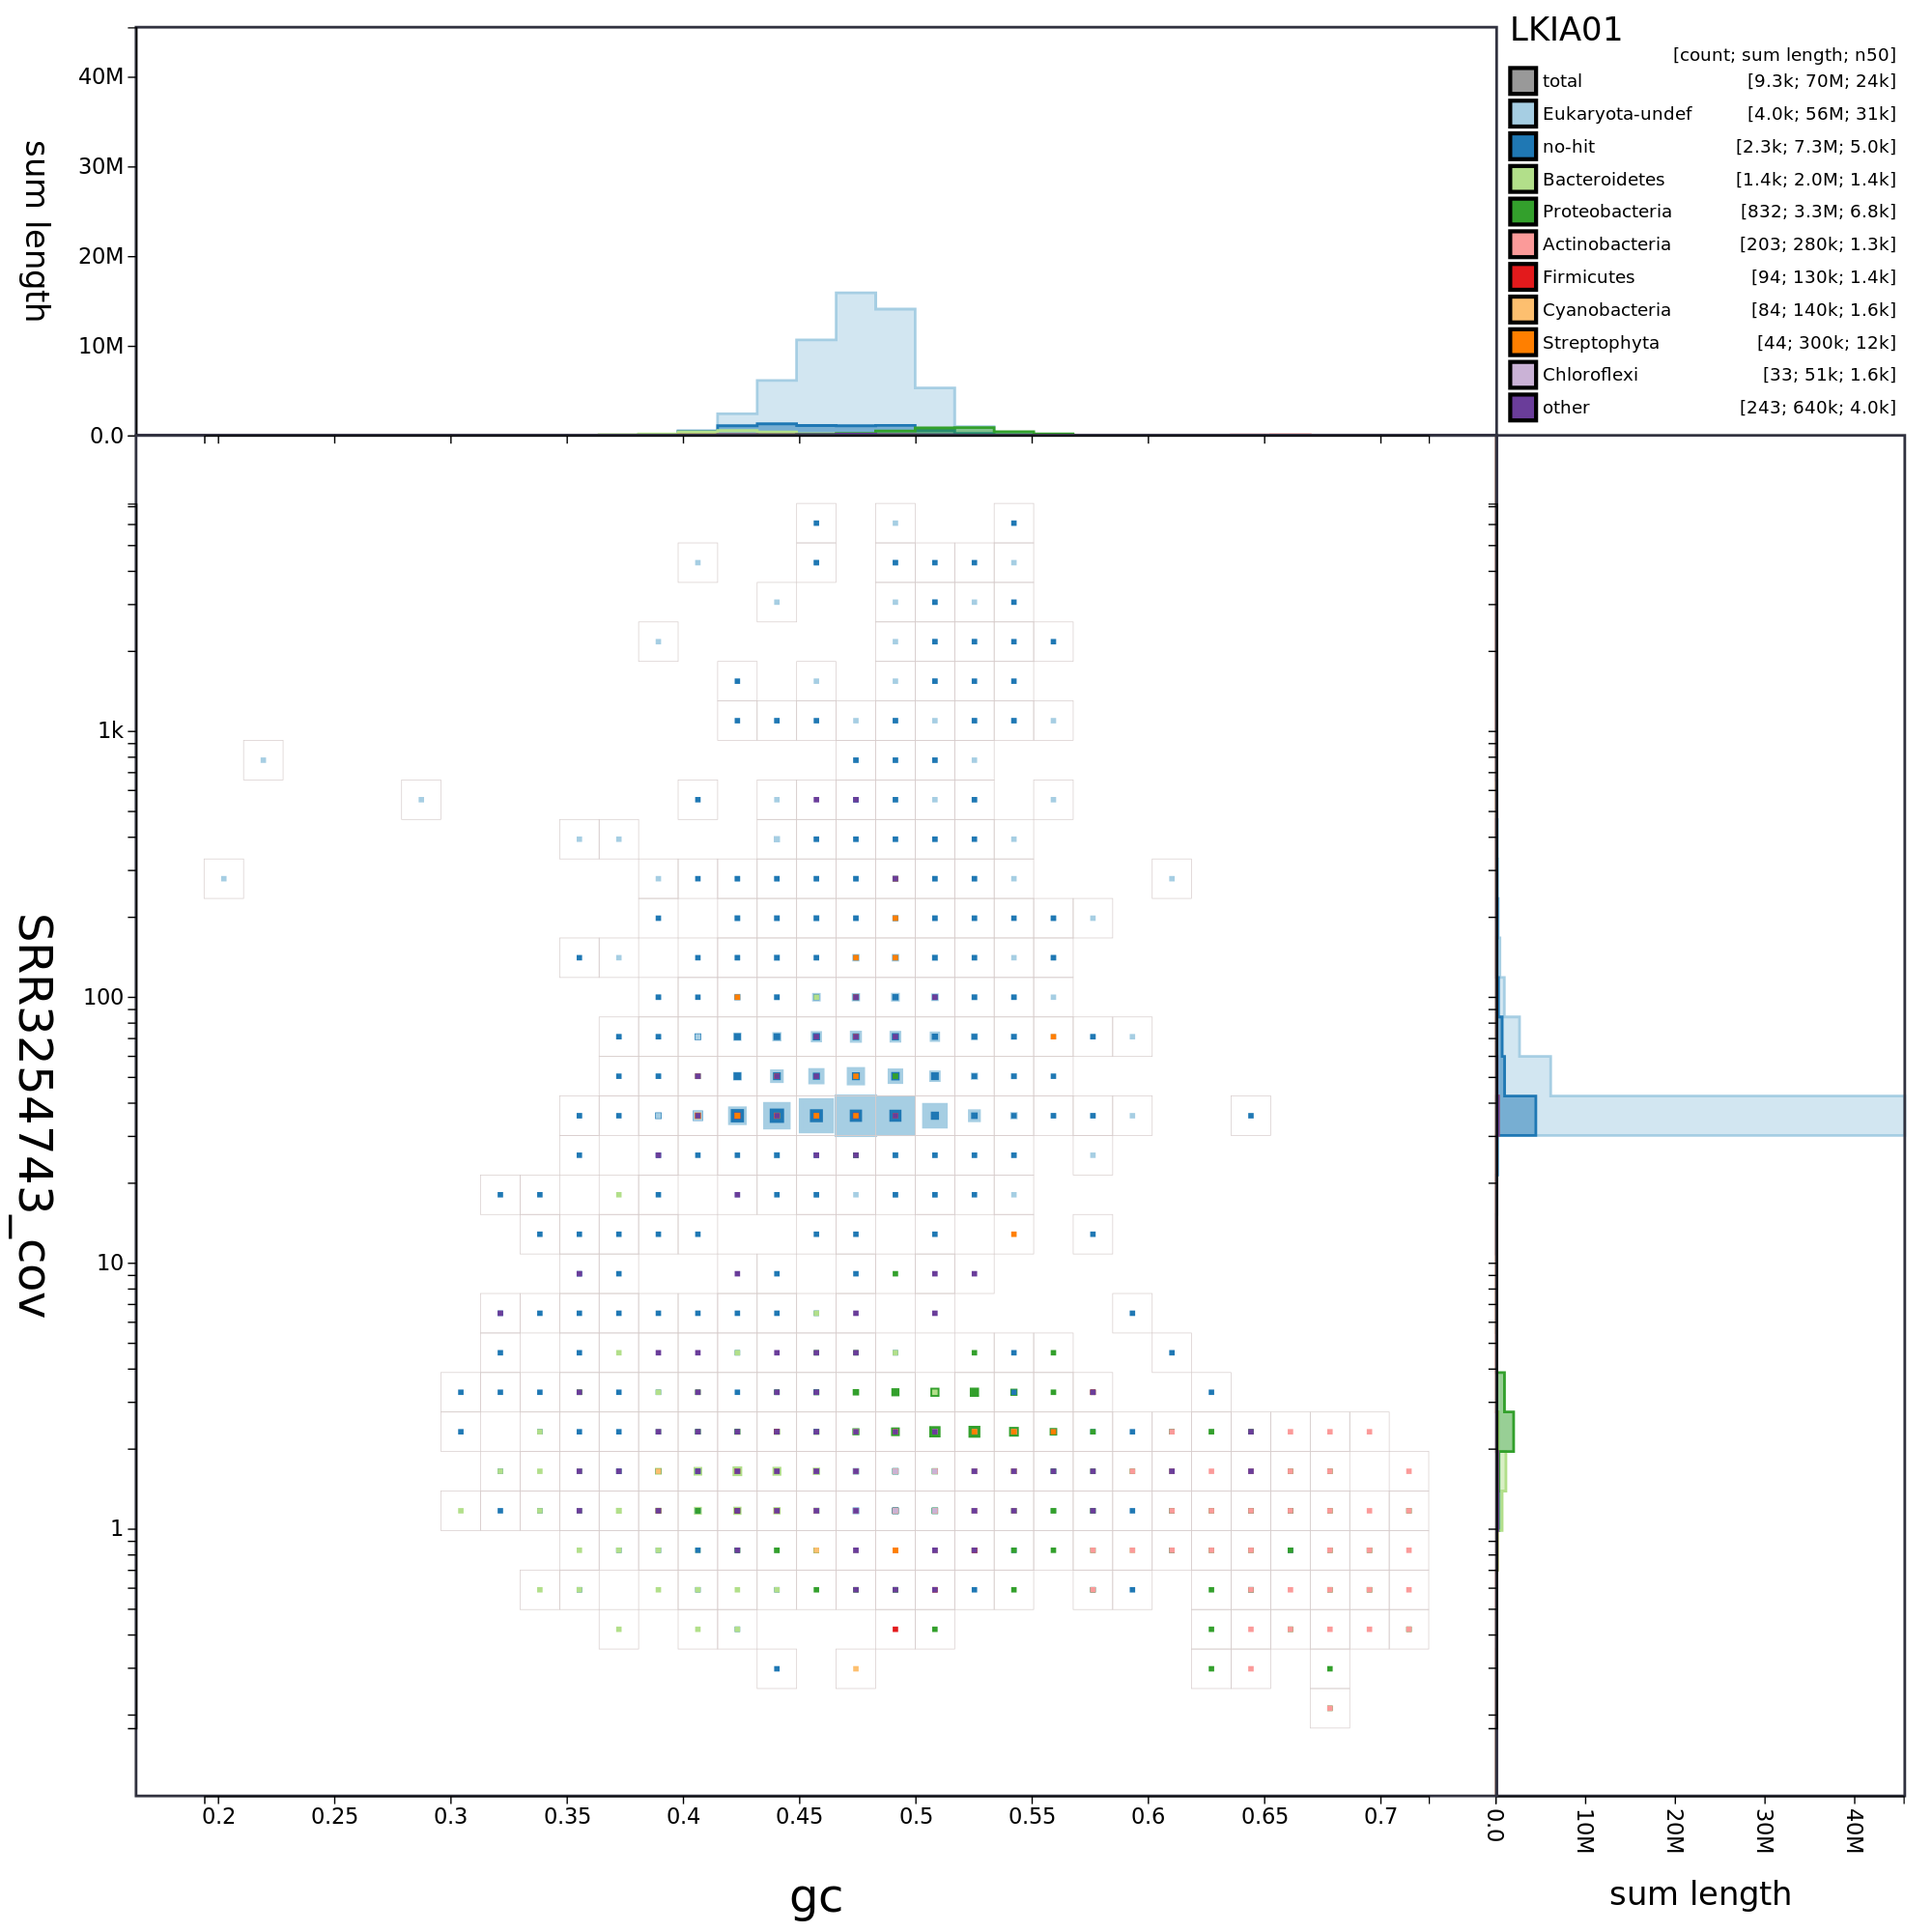 LKIA01
[count; sum length; n50]
total [9.3k; 70M; 24k]
Eukaryota-undef [4.0k; 56M; 31k]
no-hit [2.3k; 7.3M; 5.0k]
Bacteroidetes [1.4k; 2.0M; 1.4k]
Proteobacteria [832; 3.3M; 6.8k]
Actinobacteria [203; 280k; 1.3k]
Firmicutes [94; 130k; 1.4k]
Cyanobacteria [84; 140k; 1.6k]
Streptophyta [44; 300k; 12k]
Chloroflexi [33; 51k; 1.6k]
other [243; 640k; 4.0k]
sum length
40M
30M
20M
10M
0.0
SRR3254743_cov
1k
100
10
1
0.2 0.25 0.3 0.35 0.4 0.45 0.5 0.55 0.6 0.65 0.7
gc
0.0 10M 20M 30M 40M
sum length